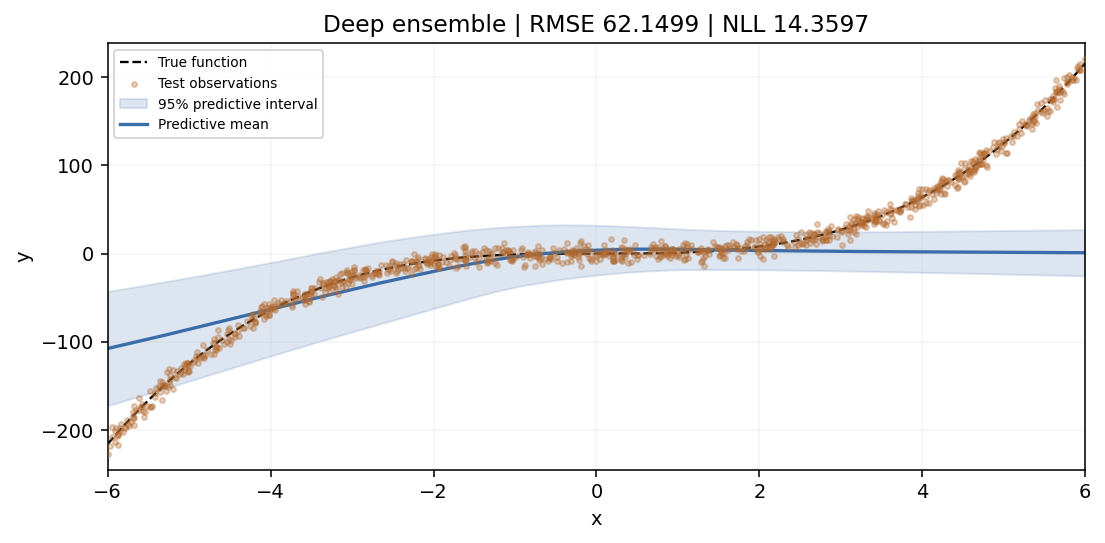 Deep ensemble | RMSE 62.1499 | NLL 14.3597
True function
Test observations
95% predictive interval
Predictive mean
200
100
0
−100
−200
y
−6 −4 −2 0 2 4 6
x